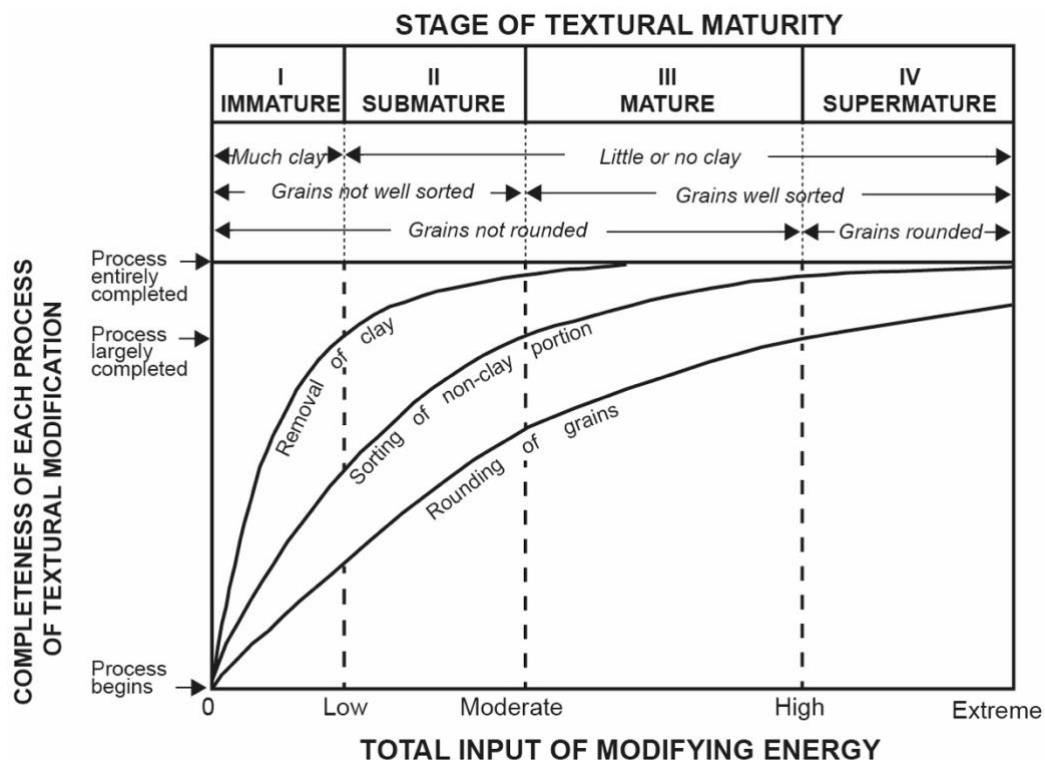 STAGE OF TEXTURAL MATURITY
I
IMMATURE
II
SUBMATURE
III
MATURE
IV
SUPERMATURE
Much clay
Little or no clay
Grains not well sorted
Grains well sorted
Grains not rounded
Grains rounded
COMPLETENESS OF EACH PROCESS
OF TEXTURAL MODIFICATION
Process
entirely
completed
Process
largely
completed
Process
begins
Removal of clay
Sorting of non-clay portion
Rounding of grains
0
Low
Moderate
High
Extreme
TOTAL INPUT OF MODIFYING ENERGY